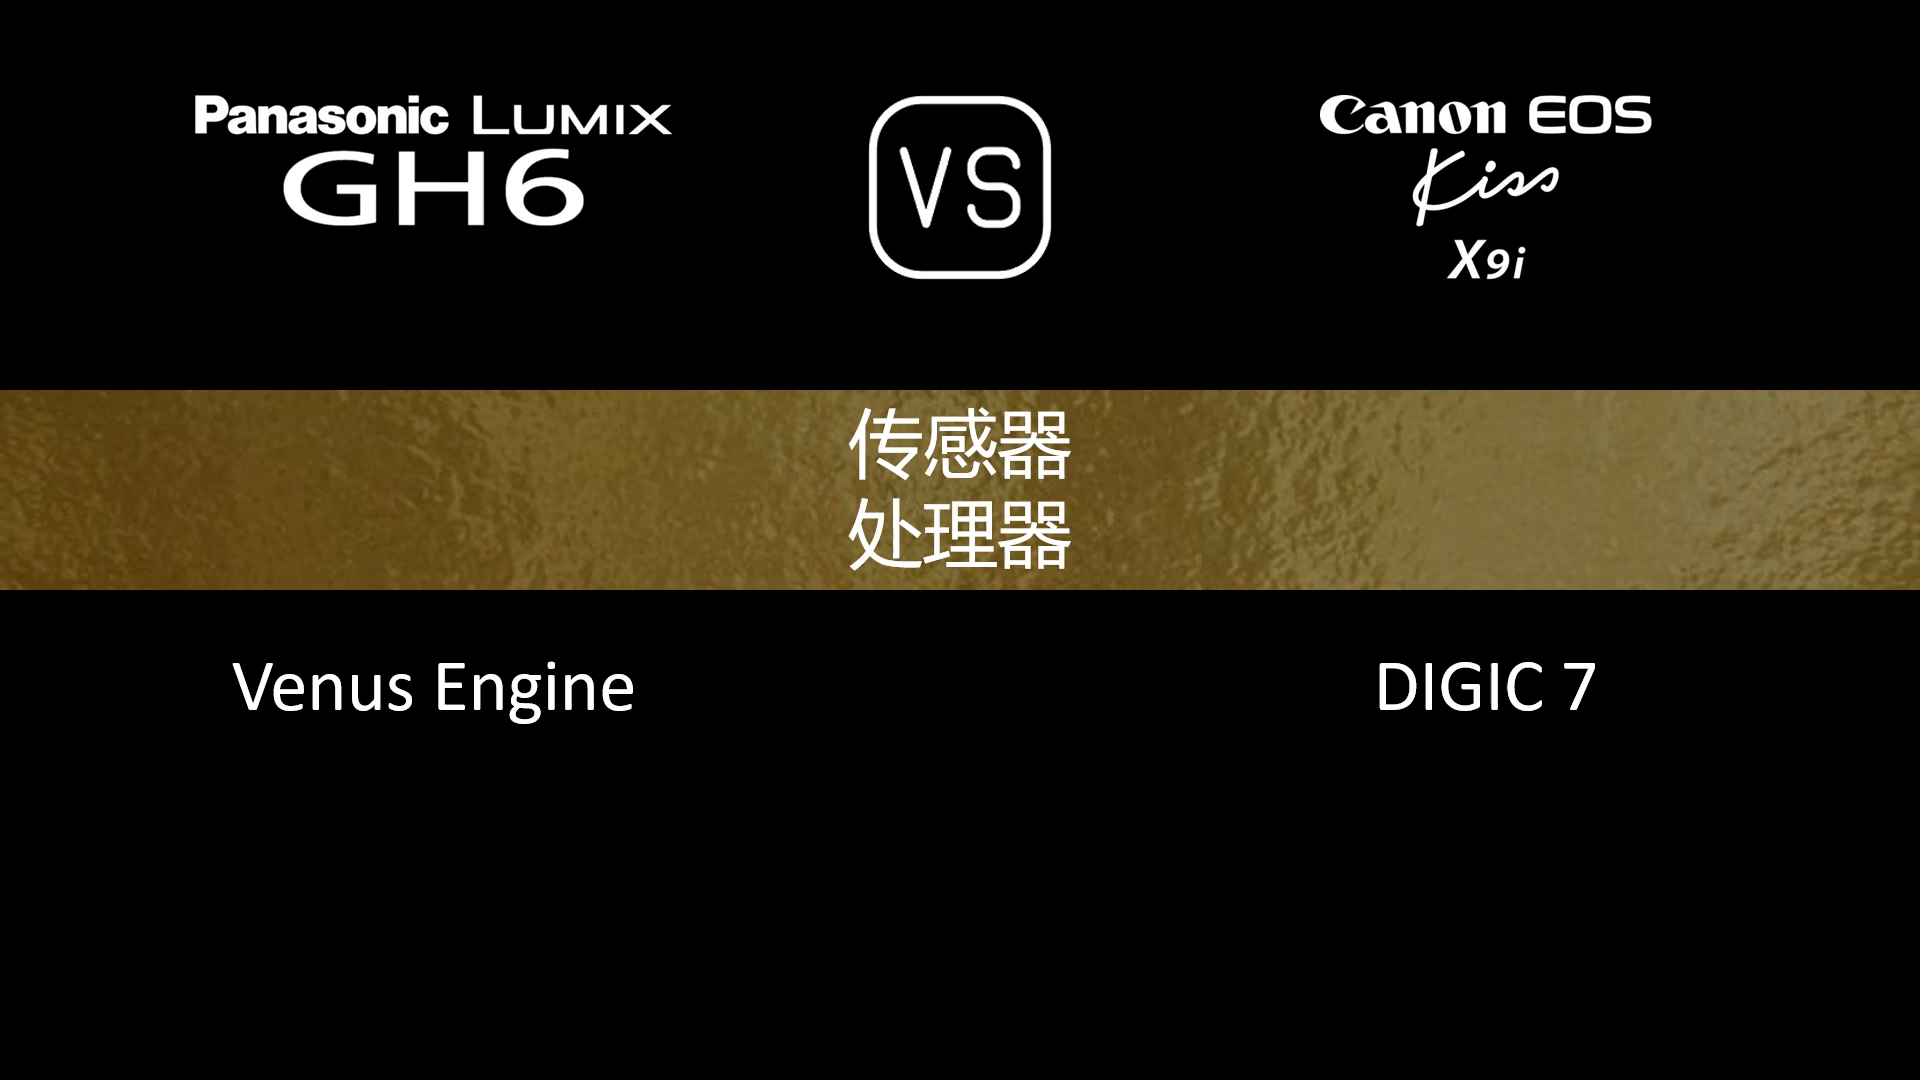 Panasonic LUMIX
GH6
VS
Canon EOS
Kiss
X9i
传感器
处理器
Venus Engine
DIGIC 7